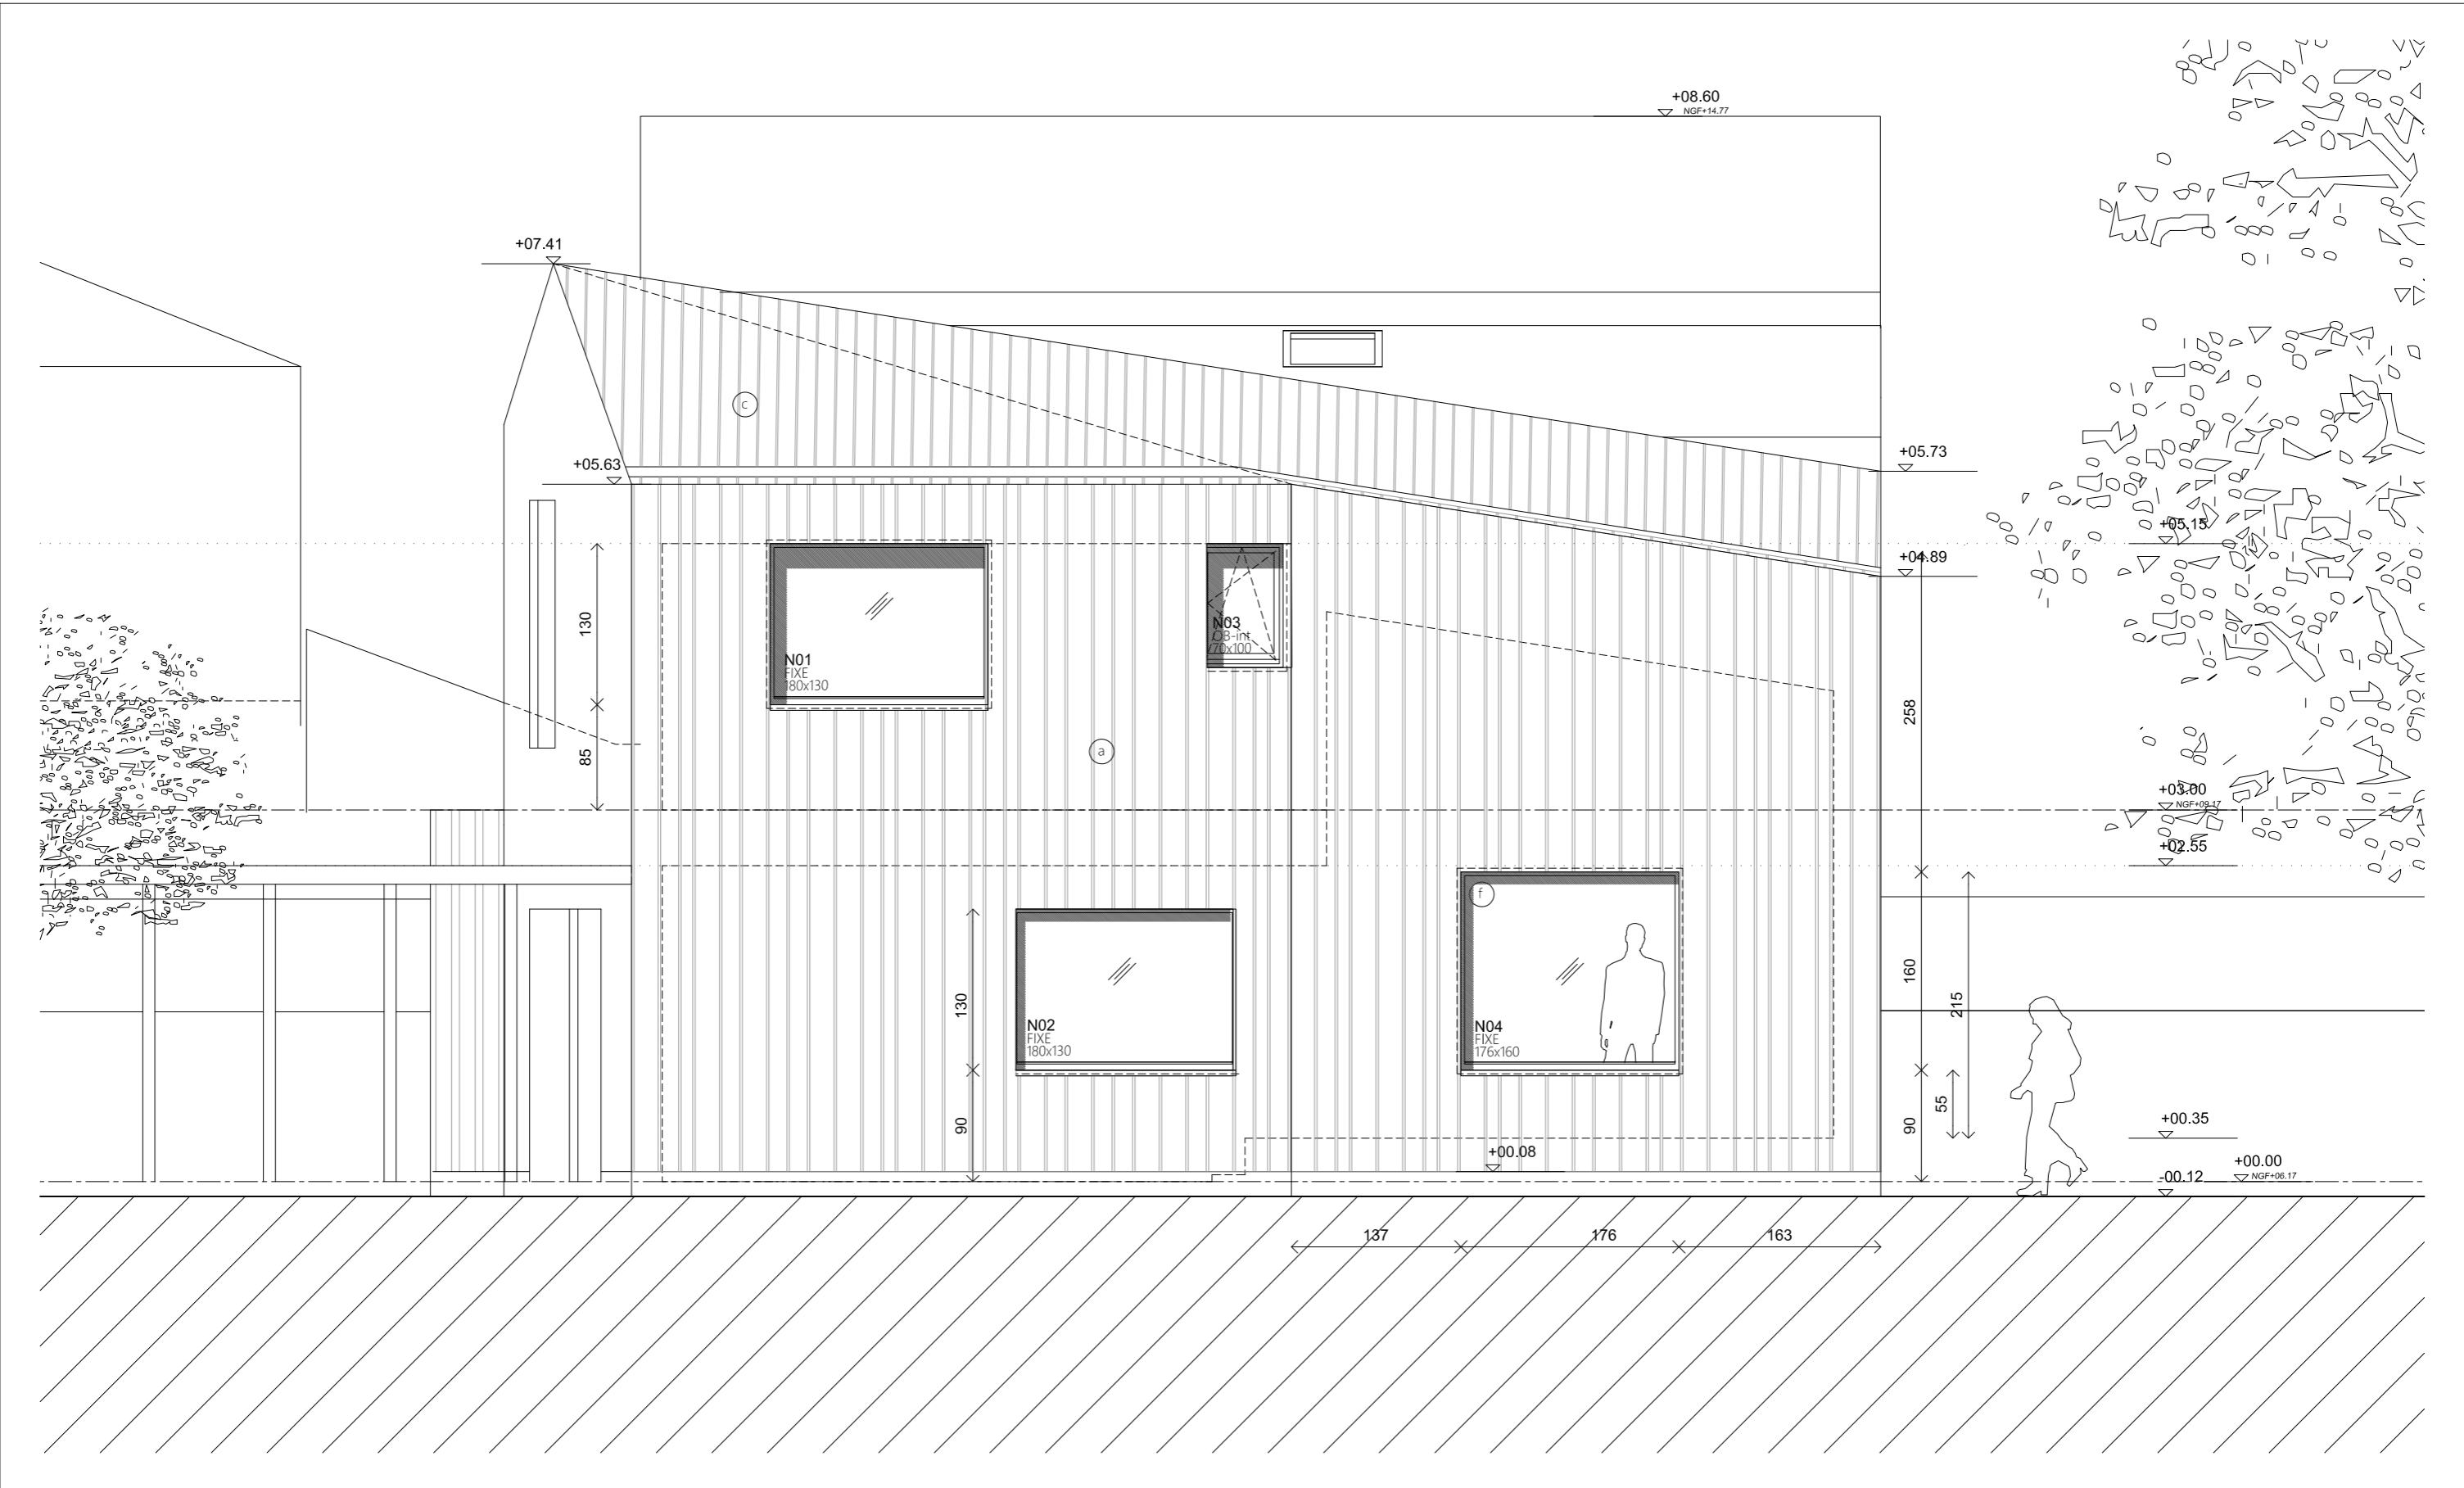 +08.60
NGF+14.77
+07.41
c
+05.63
+05.73
+05.15
+04.89
130
N03
OB-int
70x100
N01
FIXE
180x130
258
a
85
+03.00
NGF+09.17
+02.55
f
160
130
215
N02
FIXE
180x130
N04
FIXE
176x160
55
90
90
+00.35
+00.08
+00.00
NGF+06.17
-00.12
137
176
163